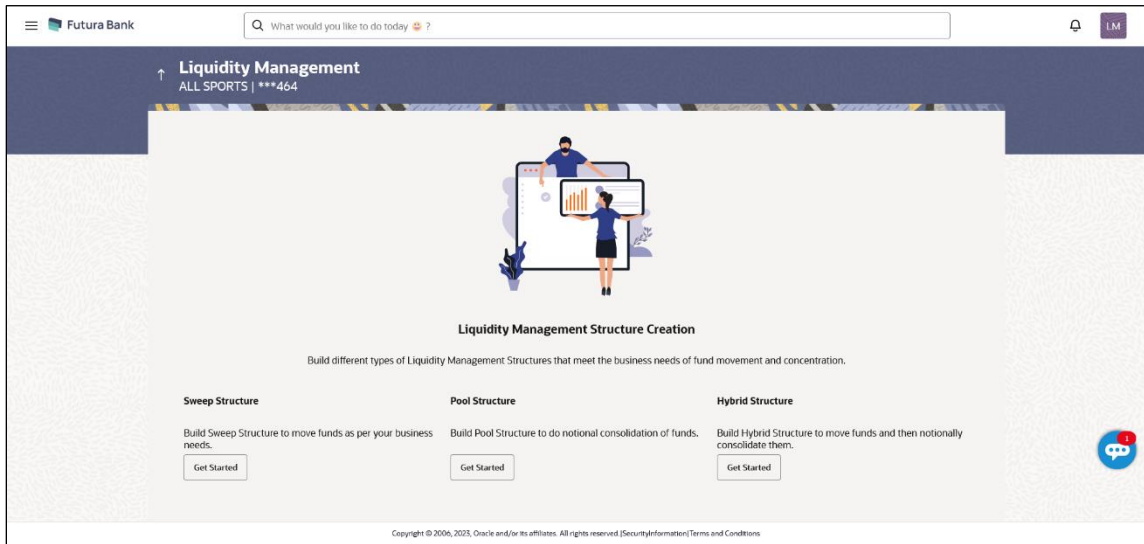 Futura Bank
What would you like to do today 😃 ?
LM
Liquidity Management
ALL SPORTS | ***464
Liquidity Management Structure Creation
Build different types of Liquidity Management Structures that meet the business needs of fund movement and concentration.
Sweep Structure
Pool Structure
Hybrid Structure
Build Sweep Structure to move funds as per your business
needs.
Build Pool Structure to do notional consolidation of funds.
Build Hybrid Structure to move funds and then notionally
consolidate them.
Get Started
Get Started
Get Started
1
Copyright © 2006, 2023, Oracle and/or its affiliates. All rights reserved.|SecurityInformation|Terms and Conditions